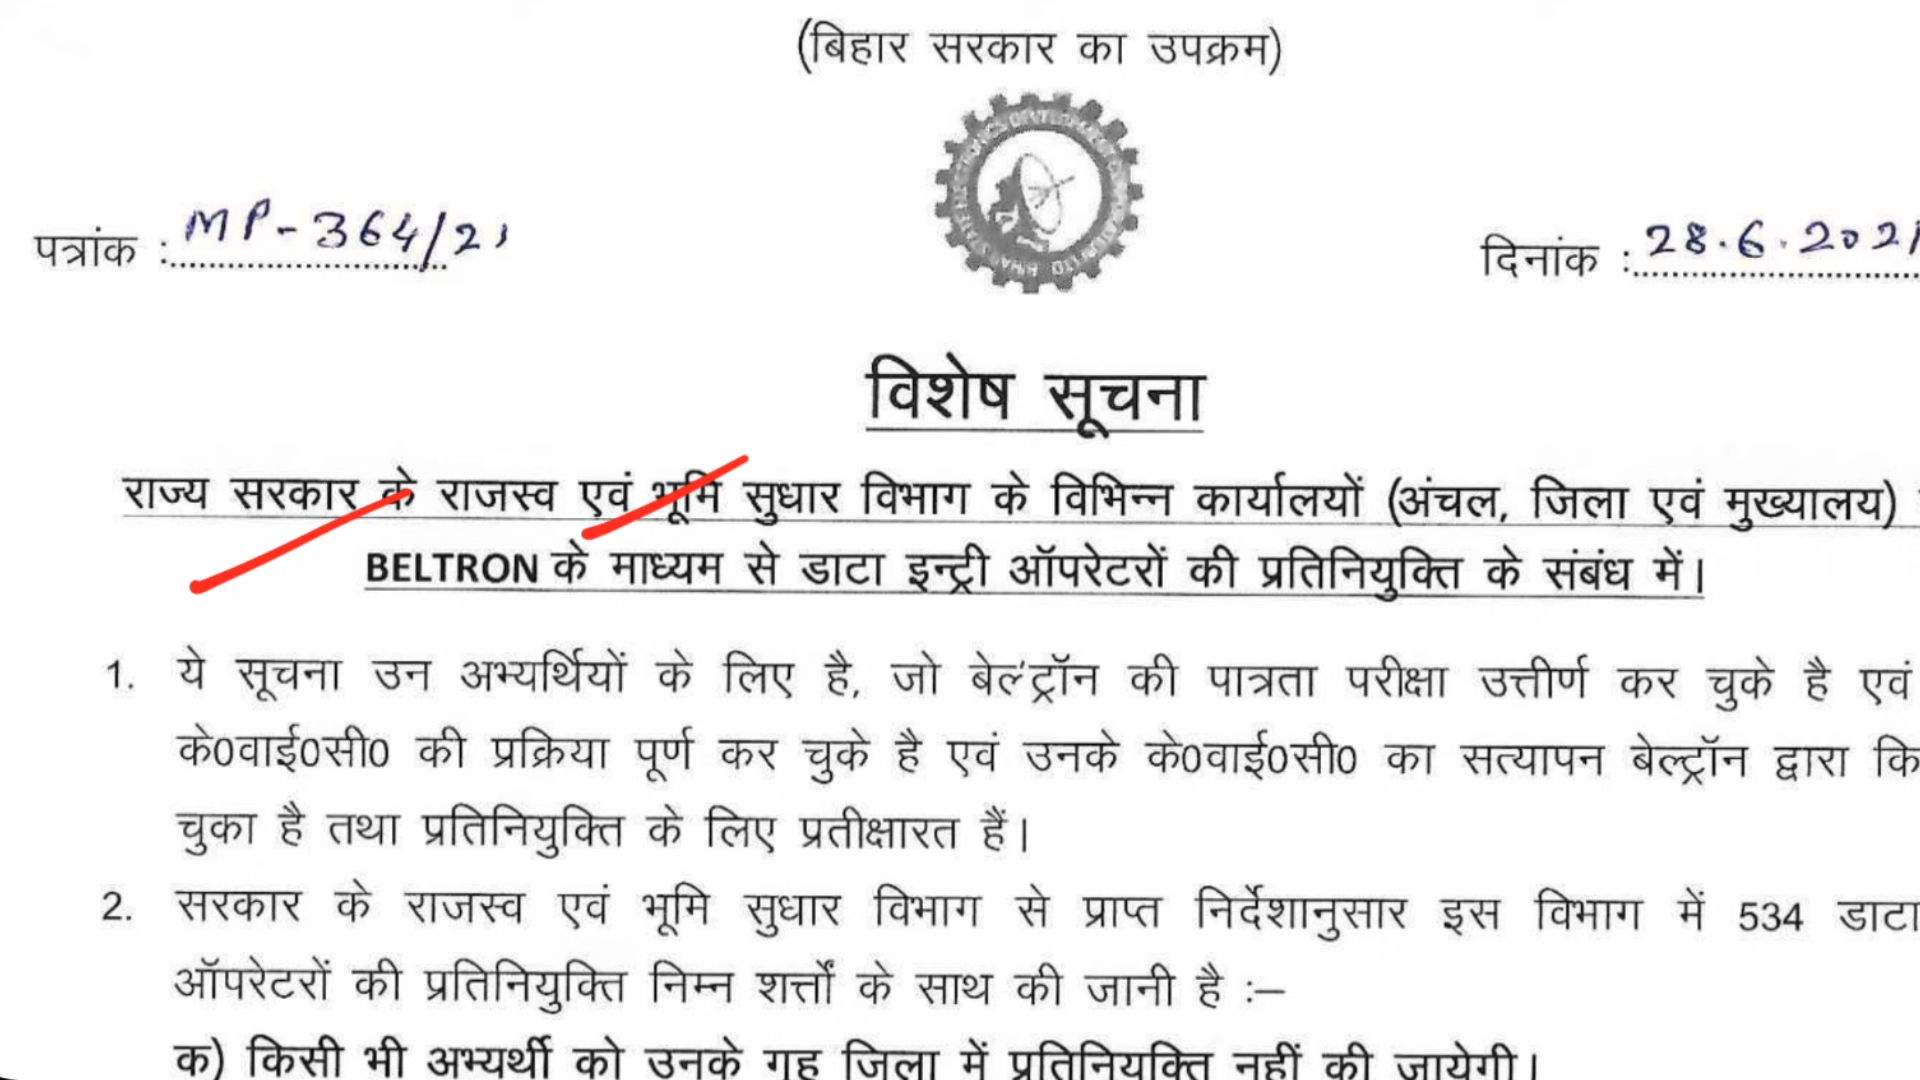 (बिहार सरकार का उपक्रम)
पत्रांक : MP-364/21
दिनांक : 28.6.2021
विशेष सूचना
राज्य सरकार के राजस्व एवं भूमि सुधार विभाग के विभिन्न कार्यालयों (अंचल, जिला एवं मुख्यालय)
BELTRON के माध्यम से डाटा इन्ट्री ऑपरेटरों की प्रतिनियुक्ति के संबंध में।
1. ये सूचना उन अभ्यर्थियों के लिए है, जो बेल्ट्रॉन की पात्रता परीक्षा उत्तीर्ण कर चुके है एवं
के0वाई0सी0 की प्रक्रिया पूर्ण कर चुके है एवं उनके के0वाई0सी0 का सत्यापन बेल्ट्रॉन द्वारा कि
चुका है तथा प्रतिनियुक्ति के लिए प्रतीक्षारत हैं।
2. सरकार के राजस्व एवं भूमि सुधार विभाग से प्राप्त निर्देशानुसार इस विभाग में 534 डाटा
ऑपरेटरों की प्रतिनियुक्ति निम्न शर्त्तों के साथ की जानी है :–
क) किसी भी अभ्यर्थी को उनके गृह जिला में प्रतिनियुक्ति नहीं की जायेगी।